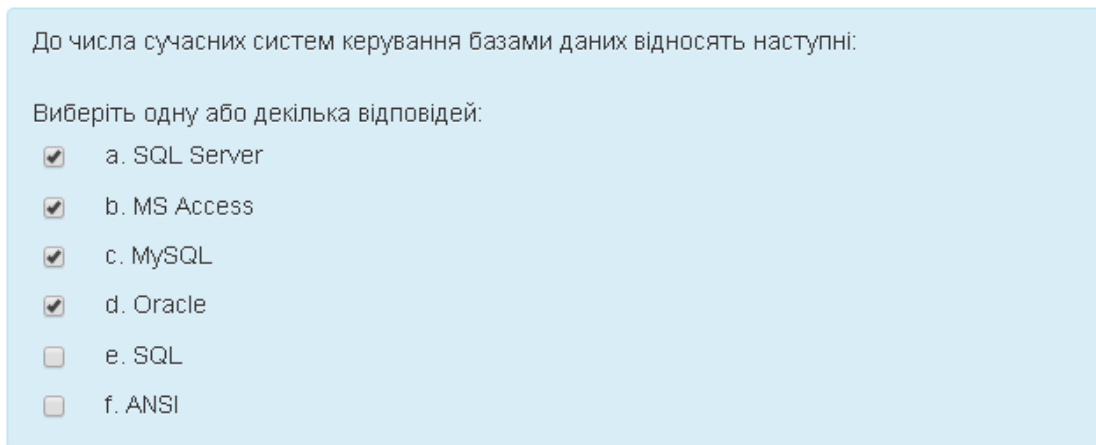 До числа сучасних систем керування базами даних відносять наступні:
Виберіть одну або декілька відповідей:
a. SQL Server
b. MS Access
c. MySQL
d. Oracle
e. SQL
f. ANSI